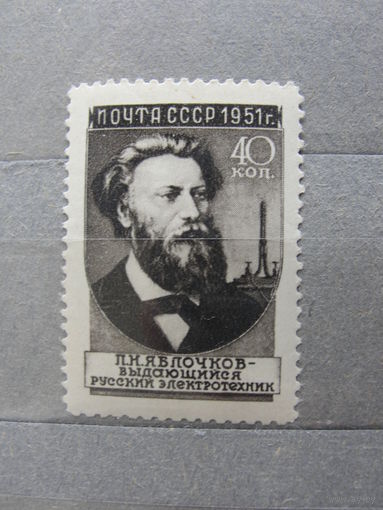 ПОЧТА СССР 1951г.
40
КОП.
П.Н.ЯБЛОЧКОВ-
ВЫДАЮЩИЙСЯ
РУССКИЙ ЭЛЕКТРОТЕХНИК